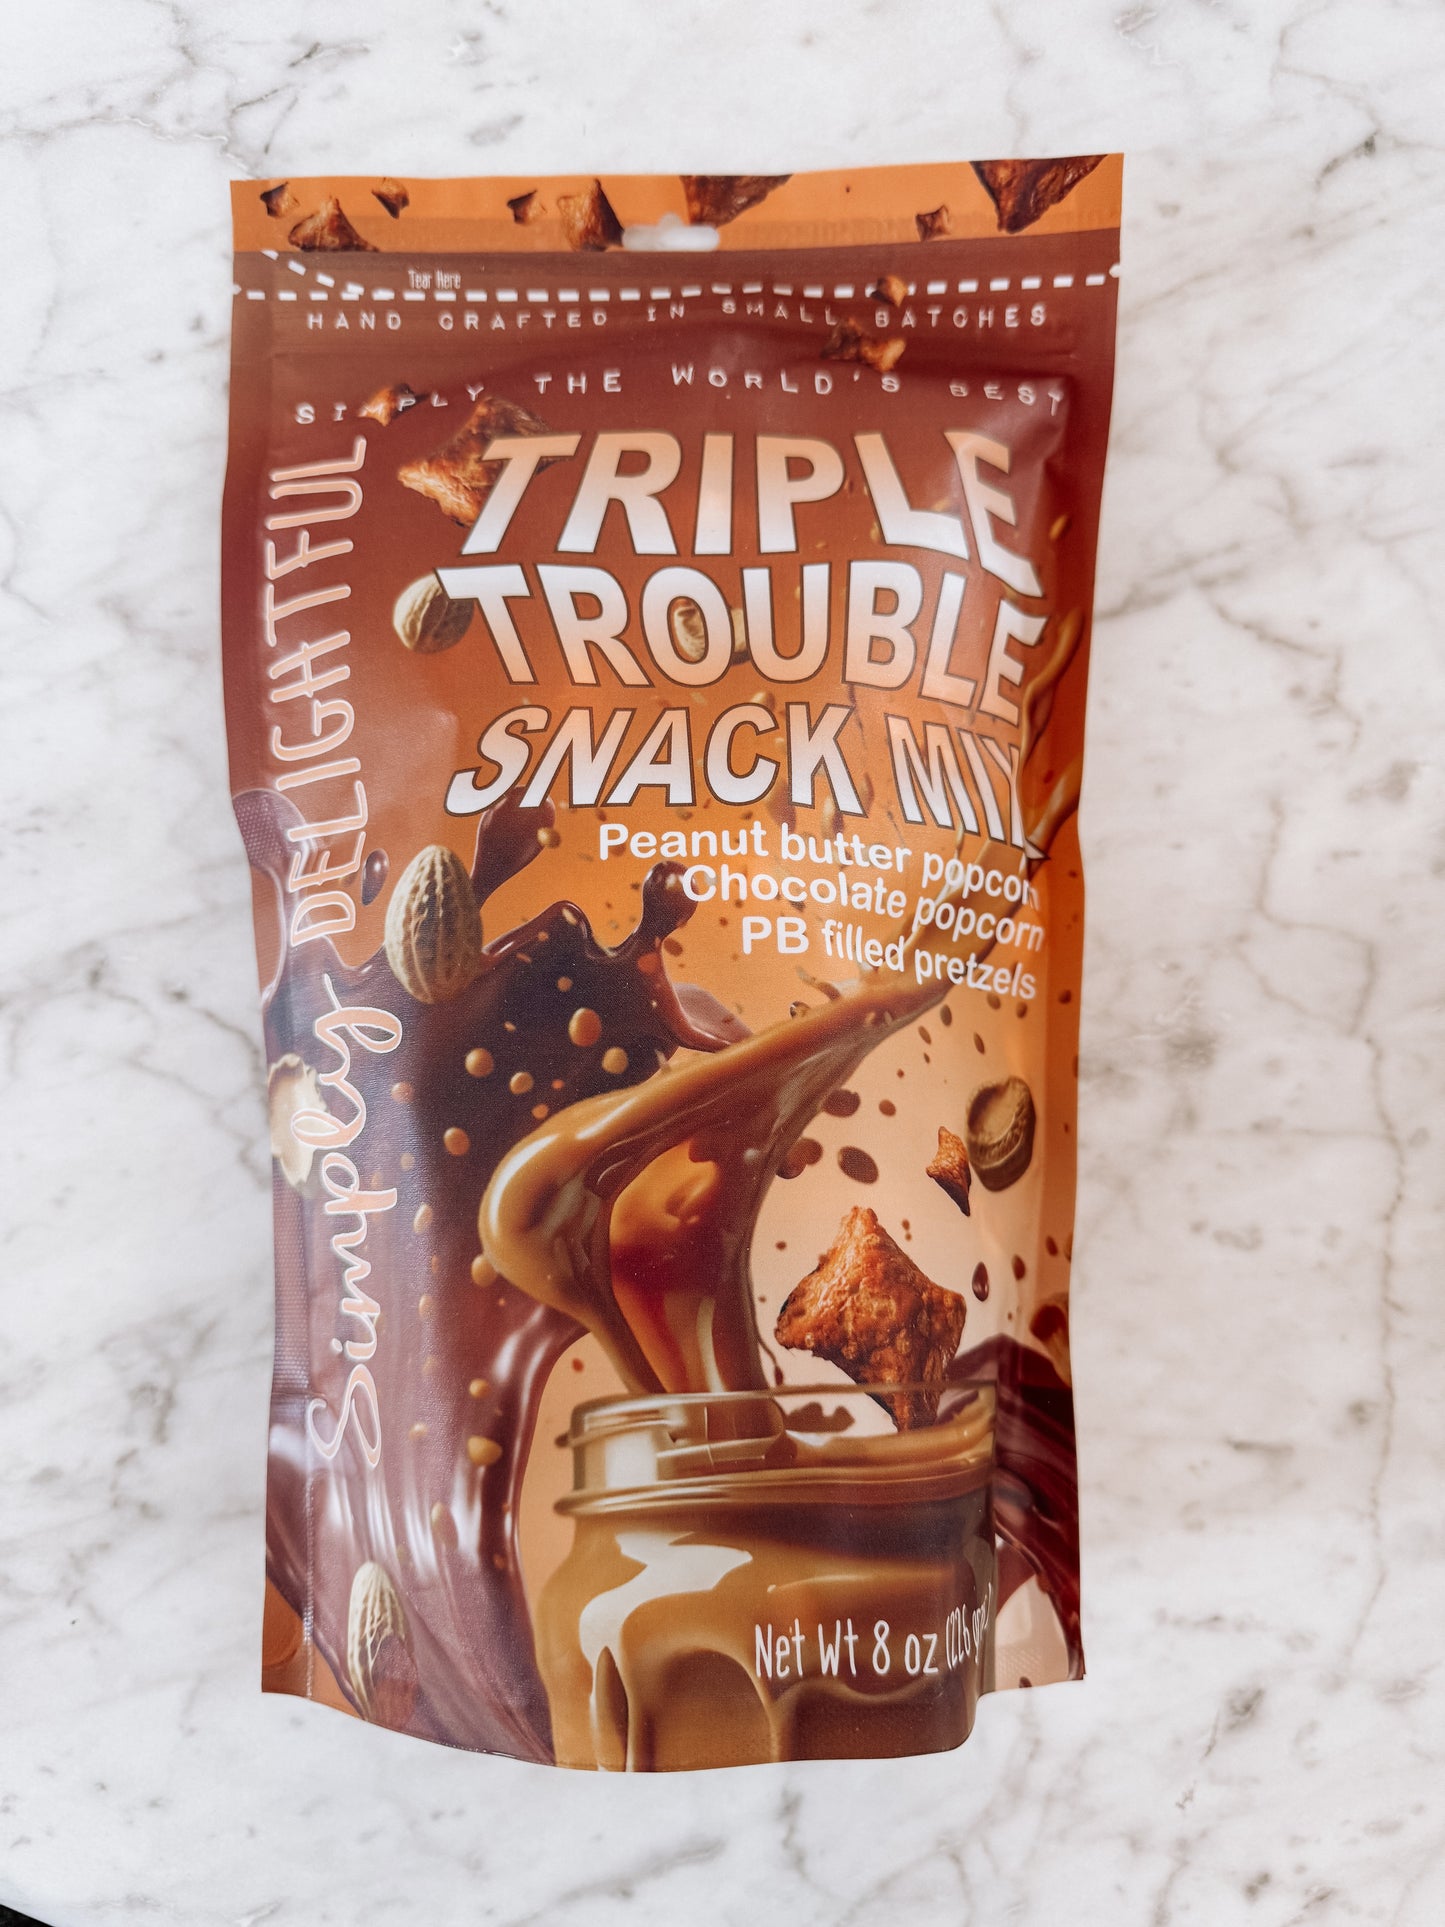 Tear Here
HAND CRAFTED IN SMALL BATCHES
SIMPLY THE WORLD'S BEST
Simply DELIGHTFUL
TRIPLE
TROUBLE
SNACK MIX
Peanut butter popcorn
Chocolate popcorn
PB filled pretzels
Net Wt 8 oz (226